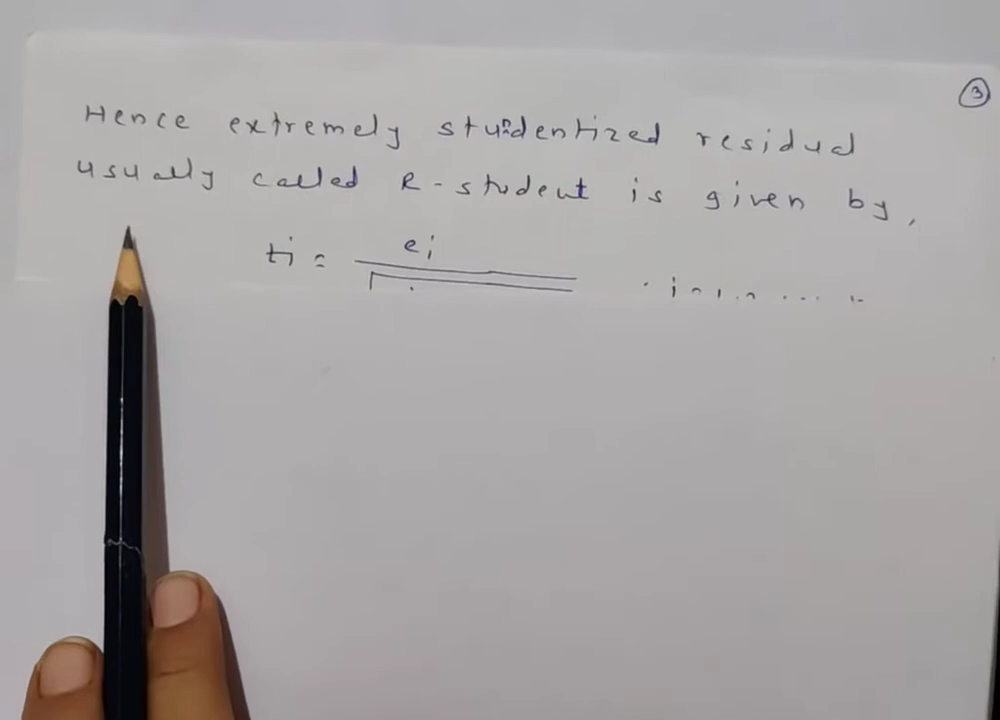 ③
Hence extremely studentized residual
usually called R-student is given by,
ti = ei